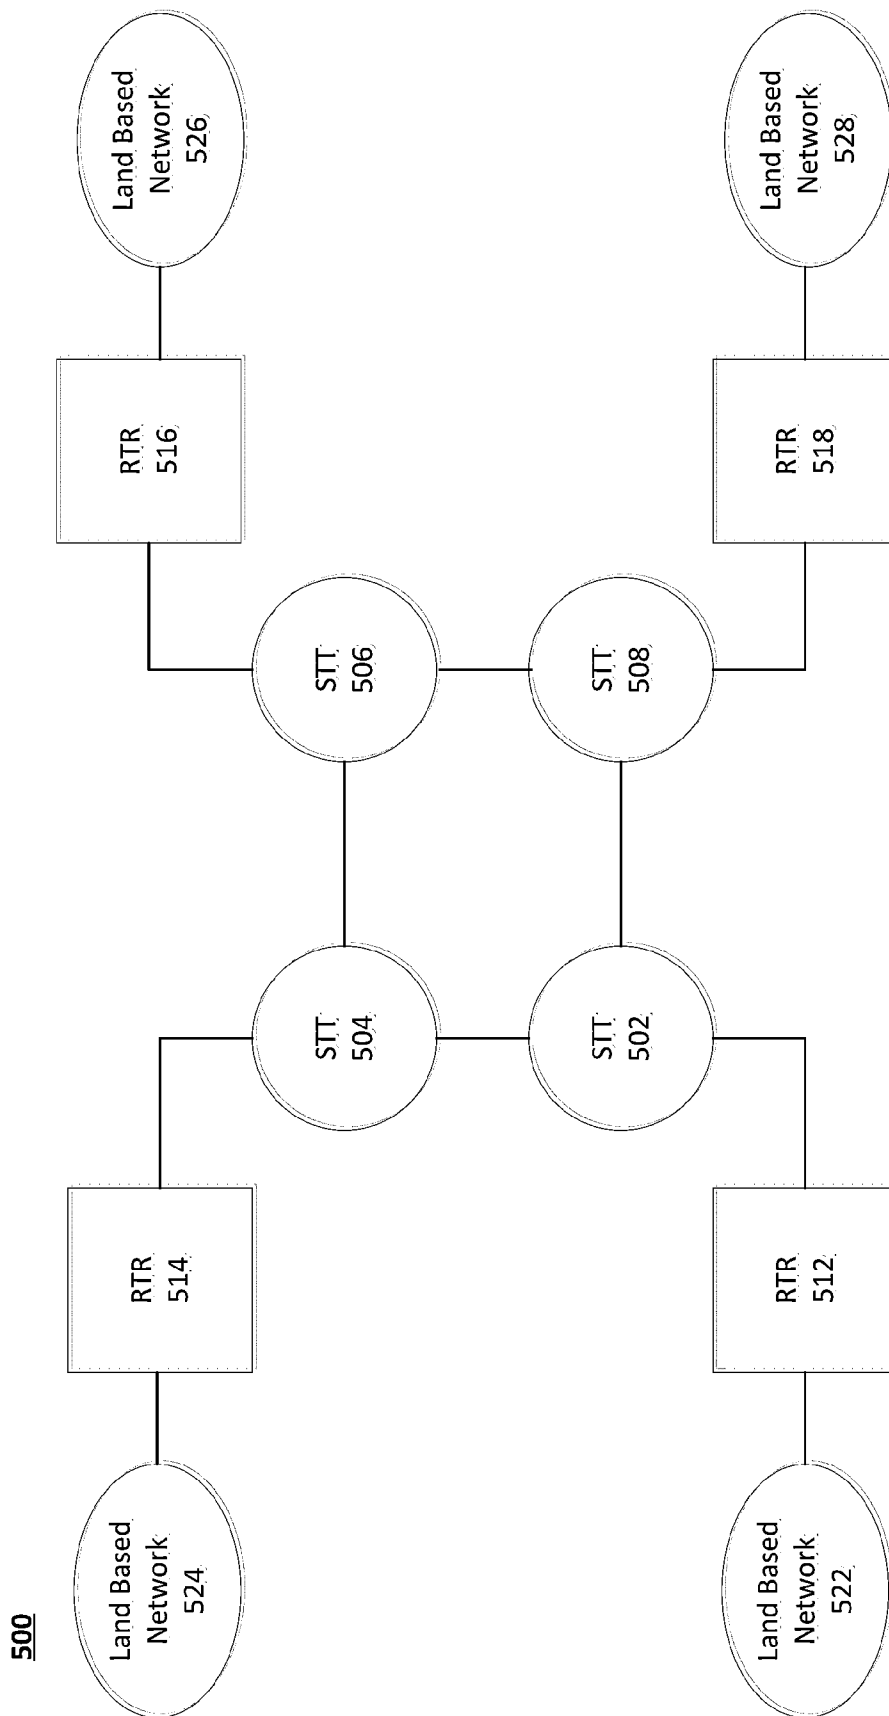 500
Land Based
Network
524
RTR
514
RTR
516
Land Based
Network
526
STT
504
STT
506
STT
502
STT
508
Land Based
Network
522
RTR
512
RTR
518
Land Based
Network
528